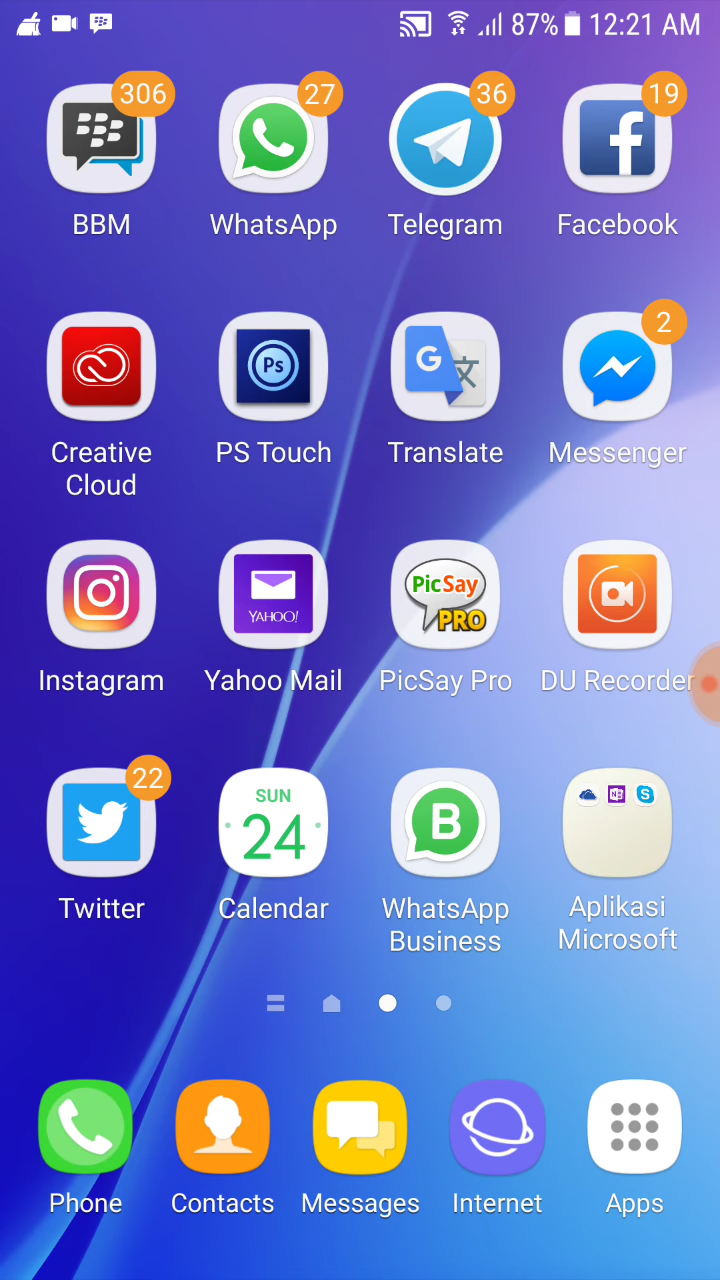 87% 12:21 AM
306 27 36 19
BBM WhatsApp Telegram Facebook
2
Ps G 文
Creative Cloud PS Touch Translate Messenger
YAHOO! PicSay PRO
Instagram Yahoo Mail PicSay Pro DU Recorder
22
SUN
24 B N S
Twitter Calendar WhatsApp Business Aplikasi Microsoft
Phone Contacts Messages Internet Apps